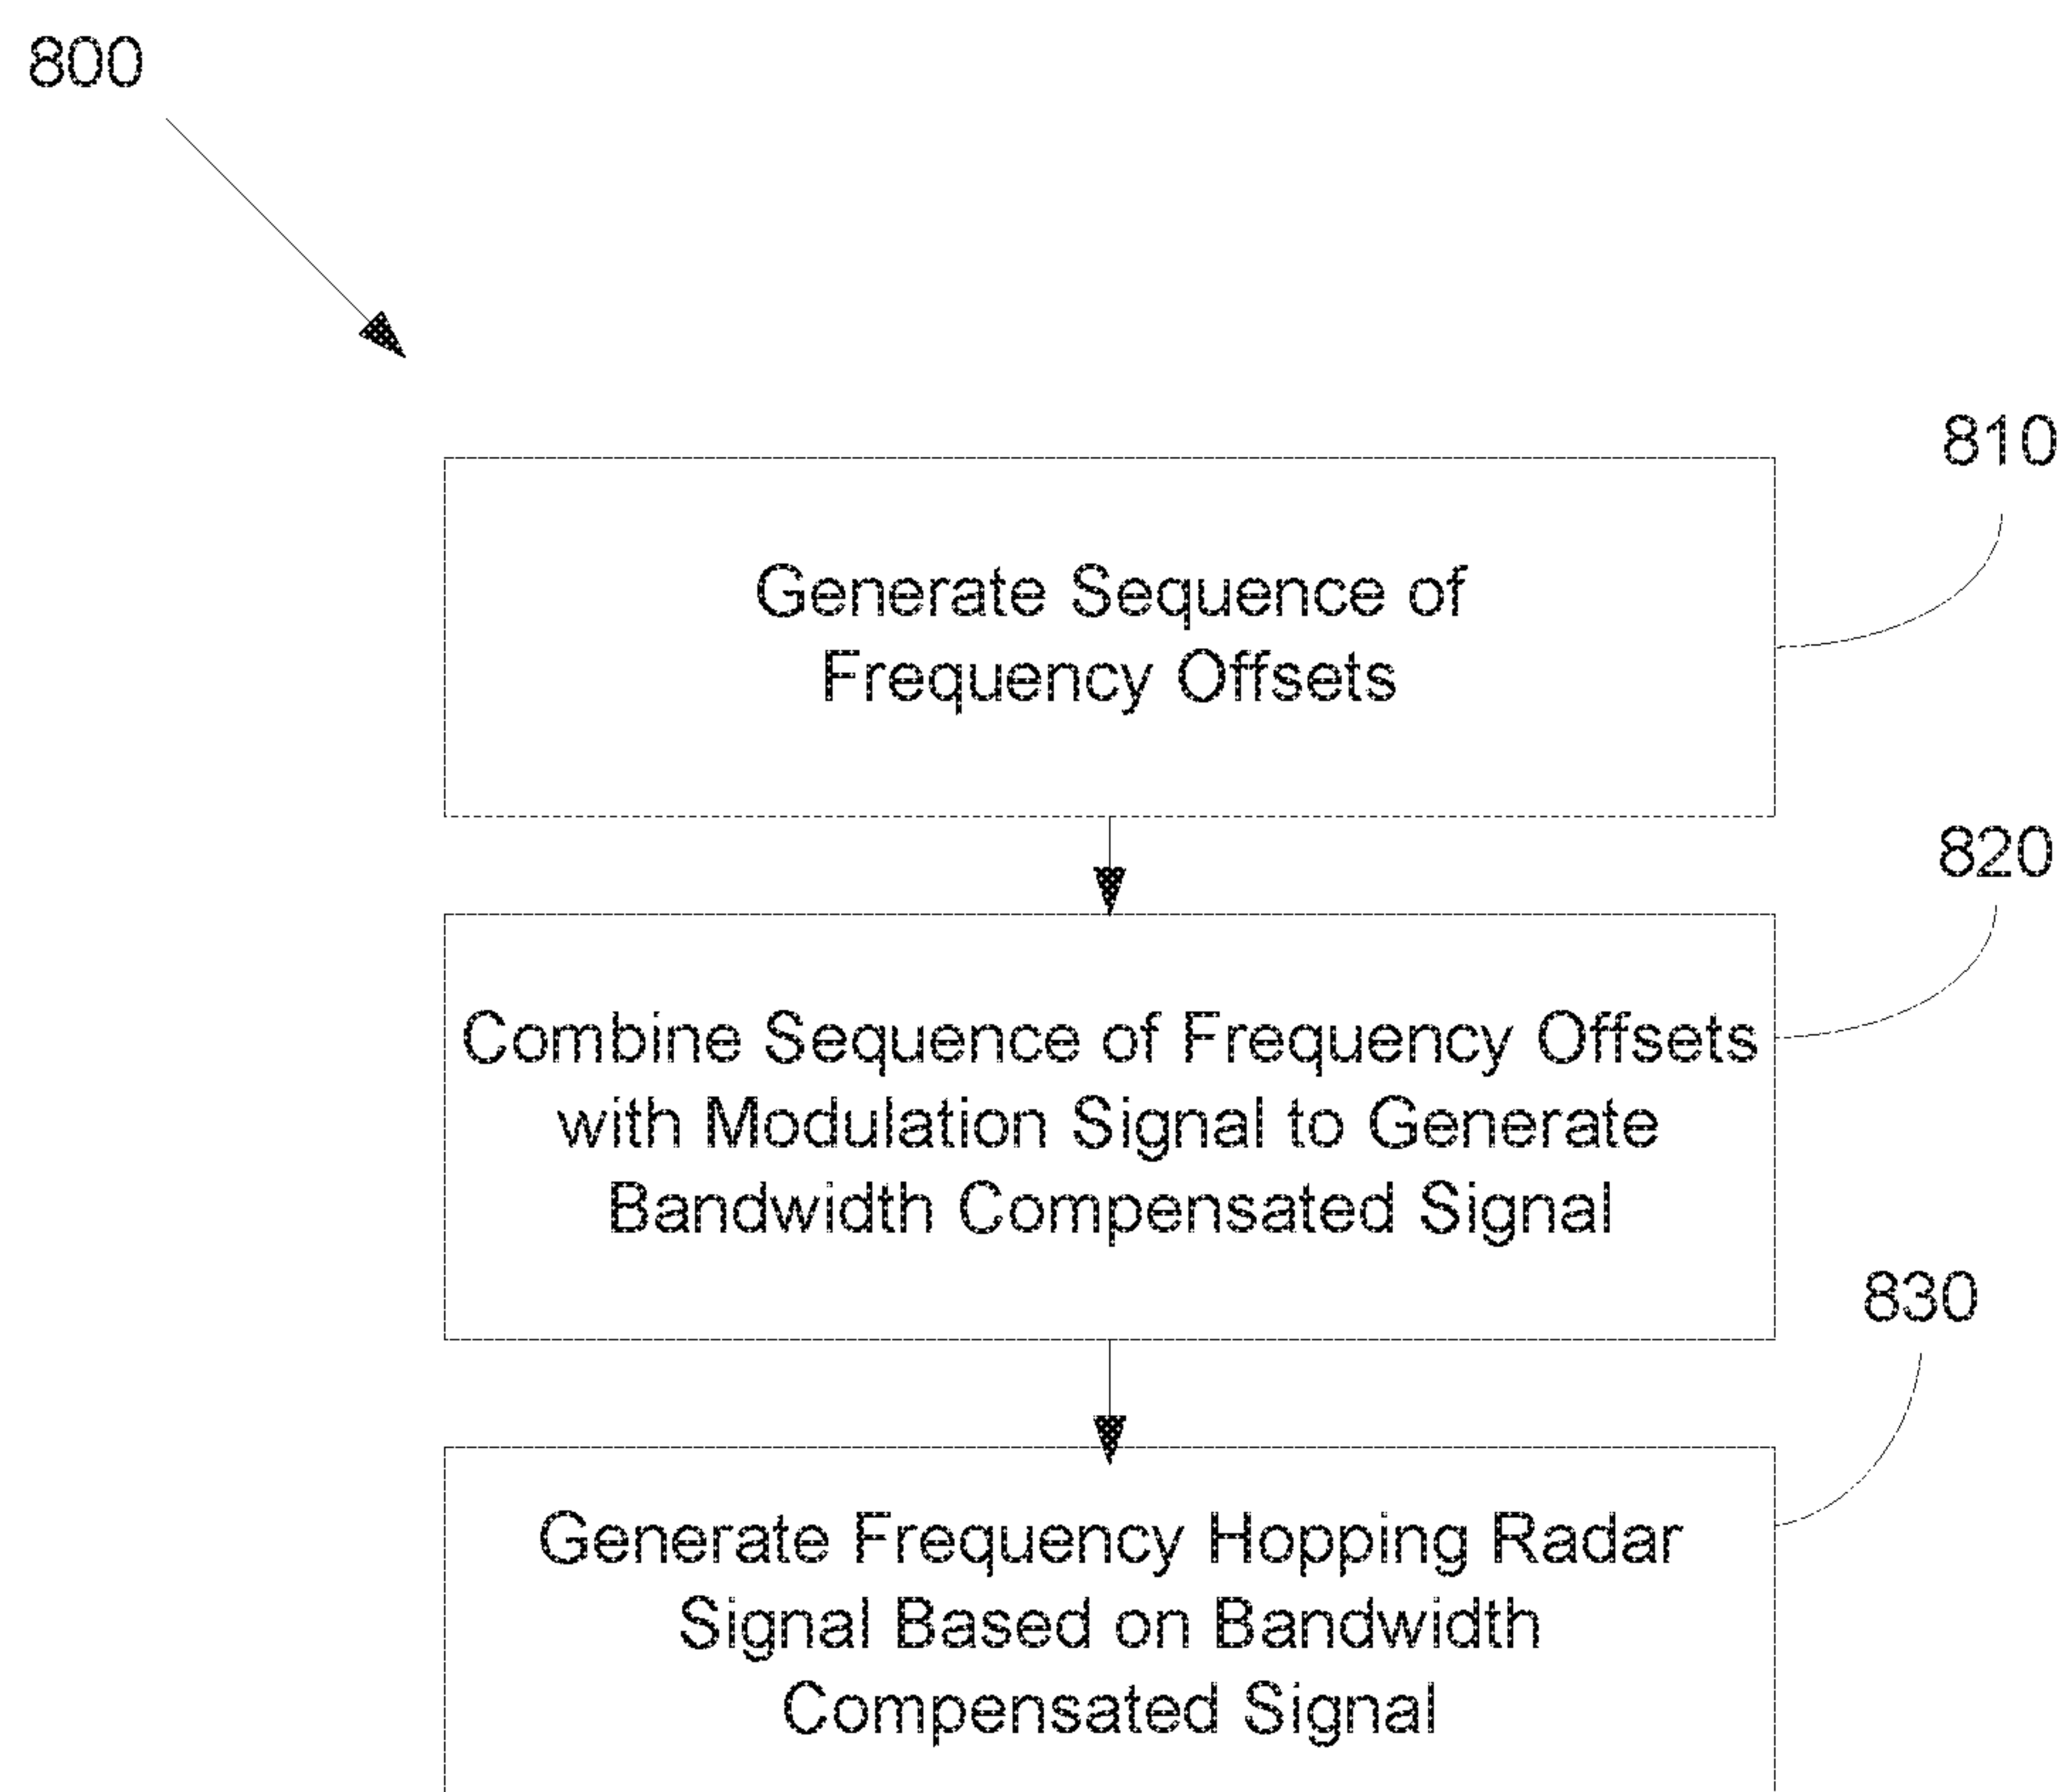 800
810
Generate Sequence of
Frequency Offsets
820
Combine Sequence of Frequency Offsets
with Modulation Signal to Generate
Bandwidth Compensated Signal
830
Generate Frequency Hopping Radar
Signal Based on Bandwidth
Compensated Signal